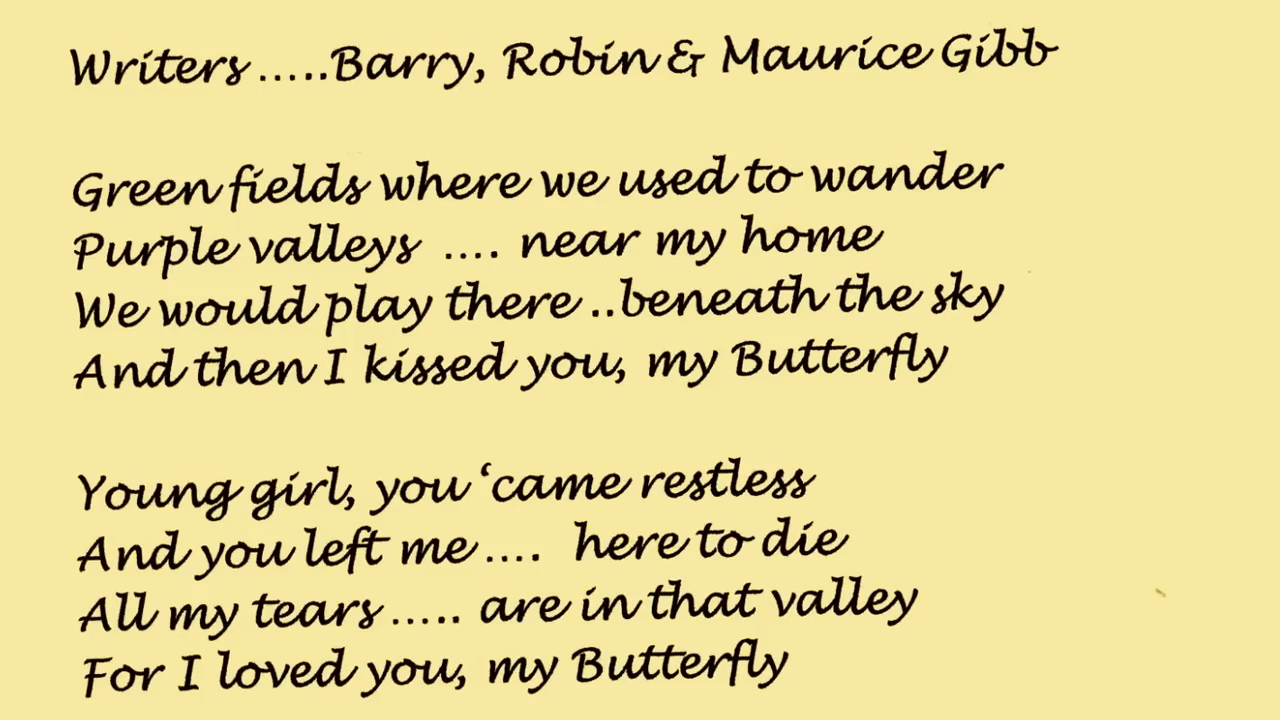 Writers .....Barry, Robin & Maurice Gibb
Green fields where we used to wander
Purple valleys .... near my home
We would play there ..beneath the sky
And then I kissed you, my Butterfly
Young girl, you ‘came restless
And you left me .... here to die
All my tears ..... are in that valley
For I loved you, my Butterfly